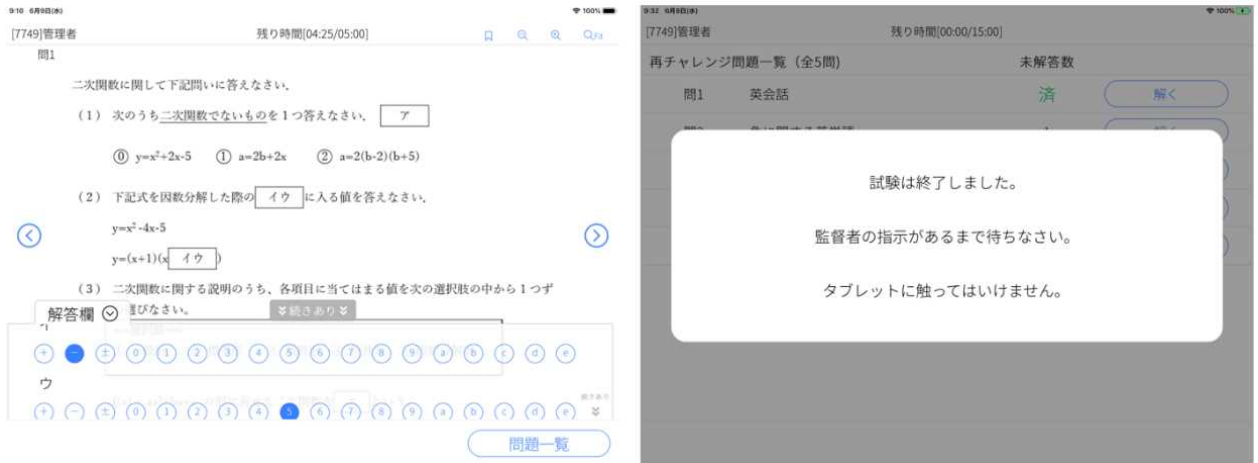 9:10 6月9日(水)
100%
[7749]管理者
残り時間[04:25/05:00]
問1
二次関数に関して下記問いに答えなさい。
(1) 次のうち二次関数でないものを1つ答えなさい。 ア
⓪ y=x²+2x-5 ① a=2b+2x ② a=2(b-2)(b+5)
(2) 下記式を因数分解した際の イウ に入る値を答えなさい。
y=x²-4x-5
y=(x+1)(x イウ )
(3) 二次関数に関する説明のうち、各項目に当てはまる値を次の選択肢の中から1つず
選びなさい。
続きあり
解答欄
+ - ± 0 1 2 3 4 5 6 7 8 9 a b c d e
ウ
+ - ± 0 1 2 3 4 5 6 7 8 9 a b c d e
続きあり
問題一覧
9:32 6月8日(水)
100%
[7749]管理者
残り時間[00:00/15:00]
再チャレンジ問題一覧(全5問)
未解答数
問1 英会話 済 解く
試験は終了しました。
監督者の指示があるまで待ちなさい。
タブレットに触ってはいけません。